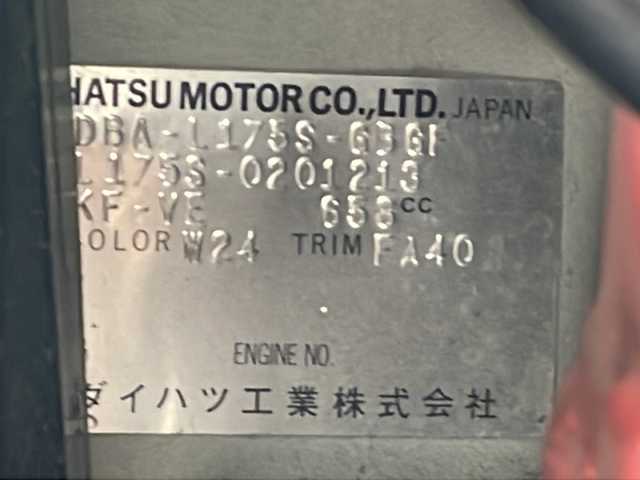 HATSU MOTOR CO.,LTD. JAPAN
DBA-L175S-GBGF
L175S-0201213
KF-VE 658cc
COLOR W24 TRIM FA40
ENGINE NO.
ダイハツ工業株式会社